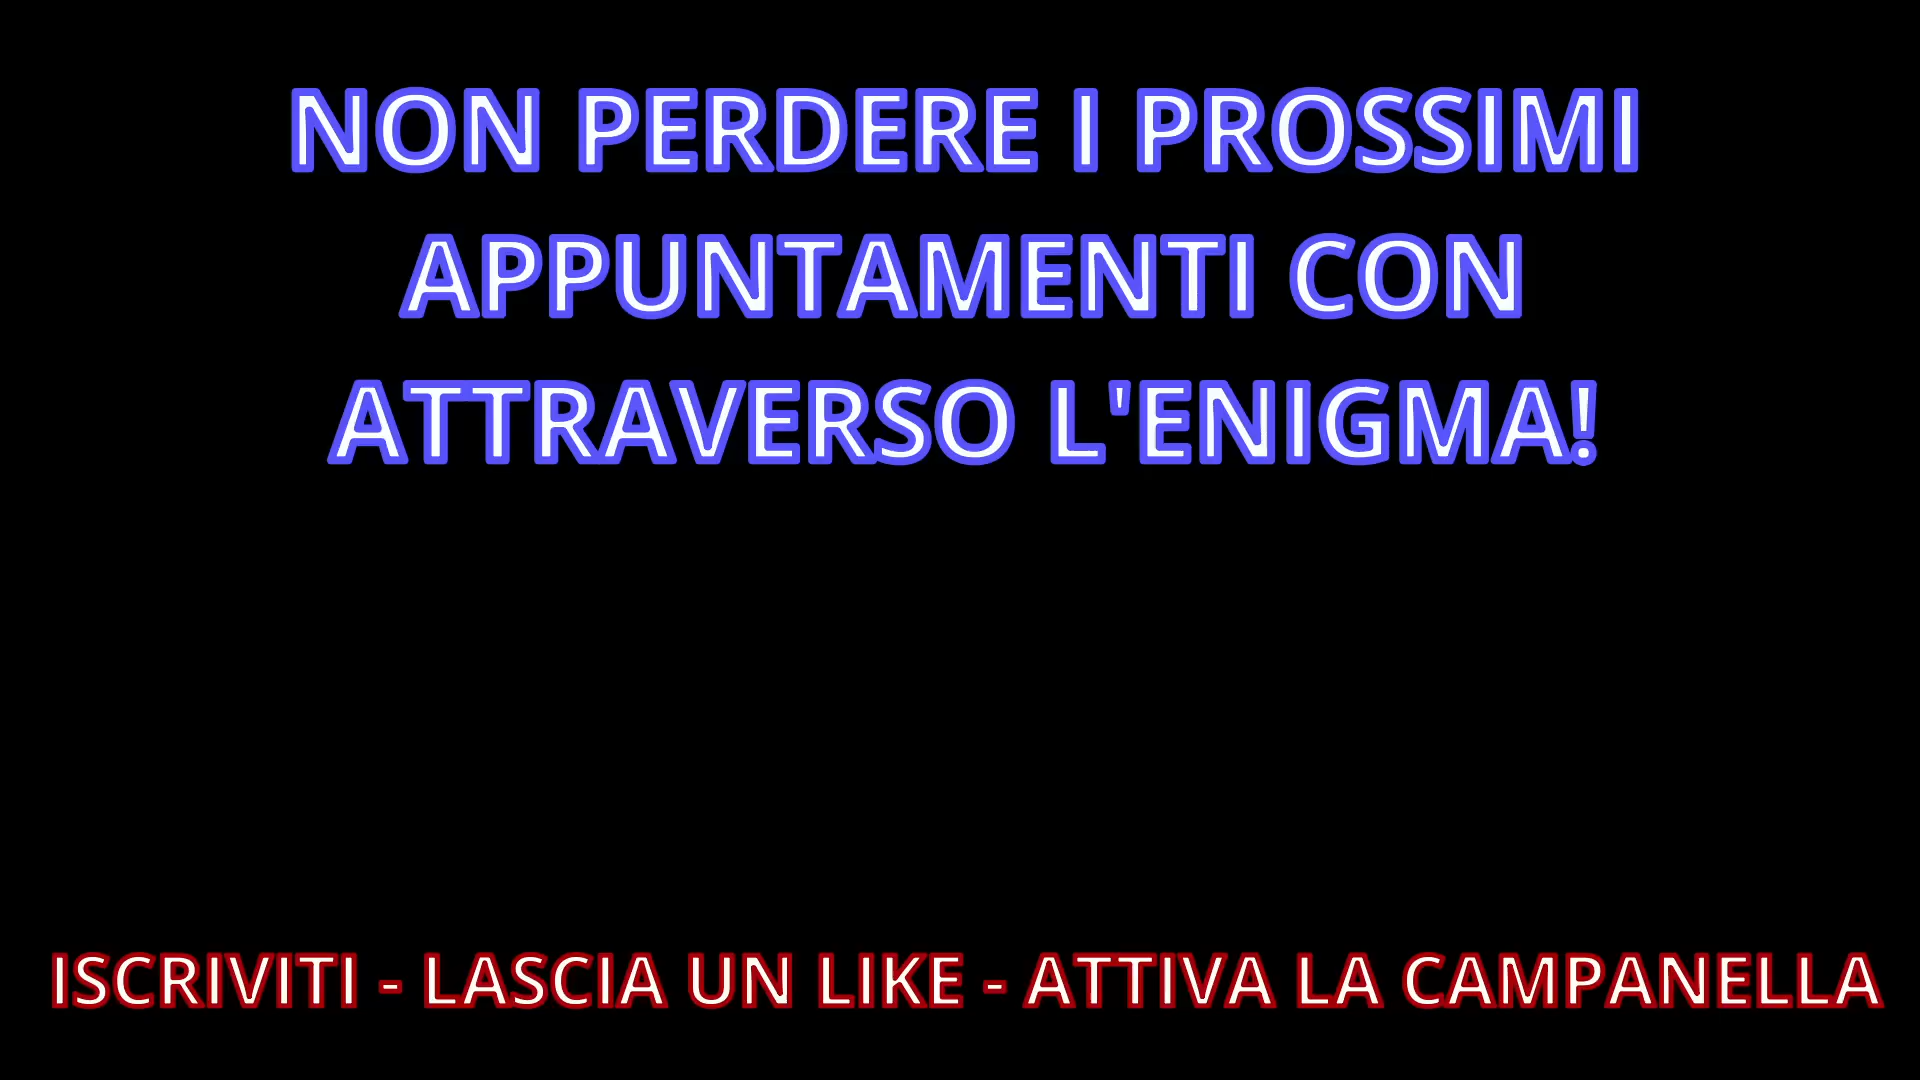 NON PERDERE I PROSSIMI
APPUNTAMENTI CON
ATTRAVERSO L'ENIGMA!
ISCRIVITI - LASCIA UN LIKE - ATTIVA LA CAMPANELLA